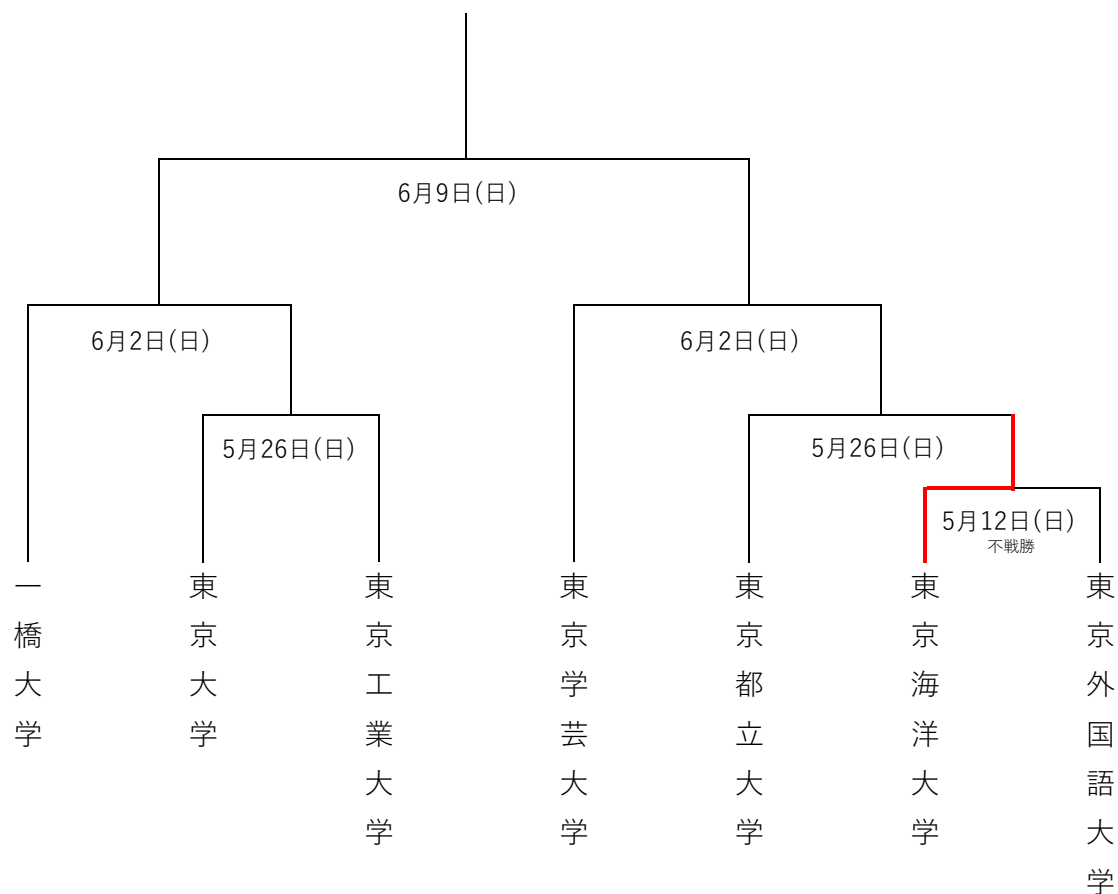 6月9日(日)
6月2日(日)
6月2日(日)
5月26日(日)
5月26日(日)
5月12日(日)
不戦勝
一橋大学
東京大学
東京工業大学
東京学芸大学
東京都立大学
東京海洋大学
東京外国語大学